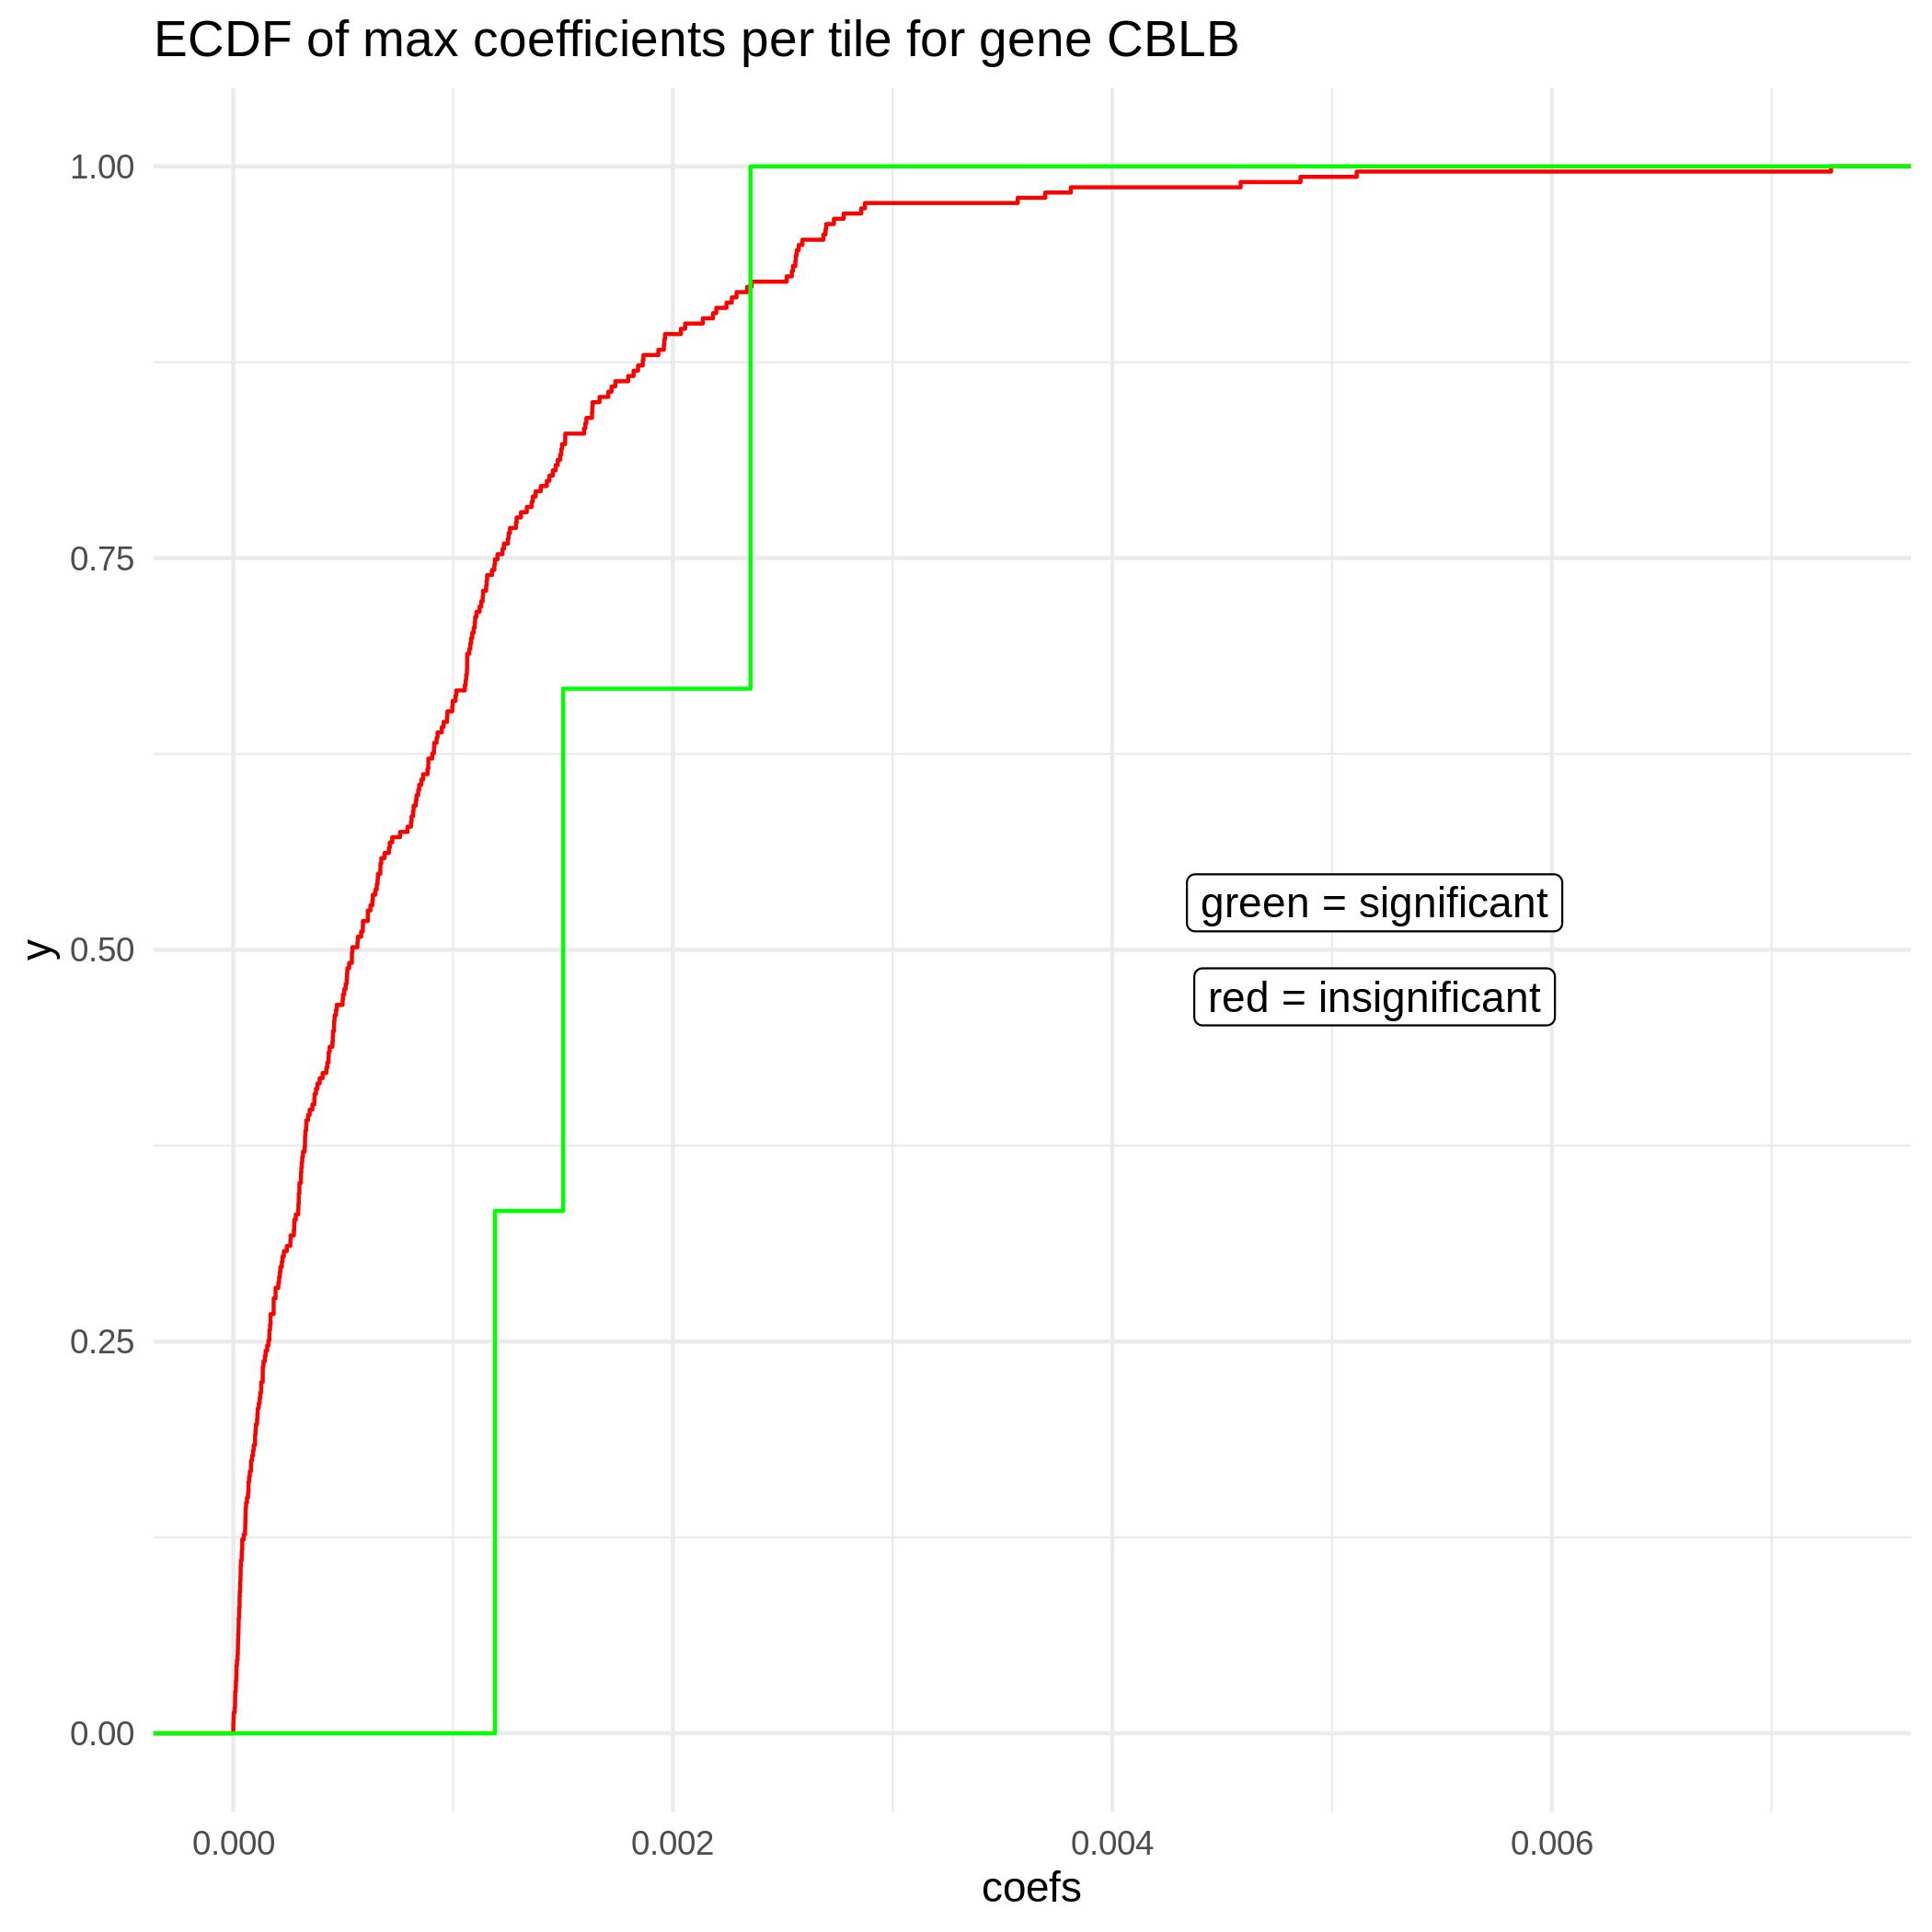 ECDF of max coefficients per tile for gene CBLB
1.00
0.75
0.50
0.25
0.00
y
green = significant
red = insignificant
0.000 0.002 0.004 0.006
coefs